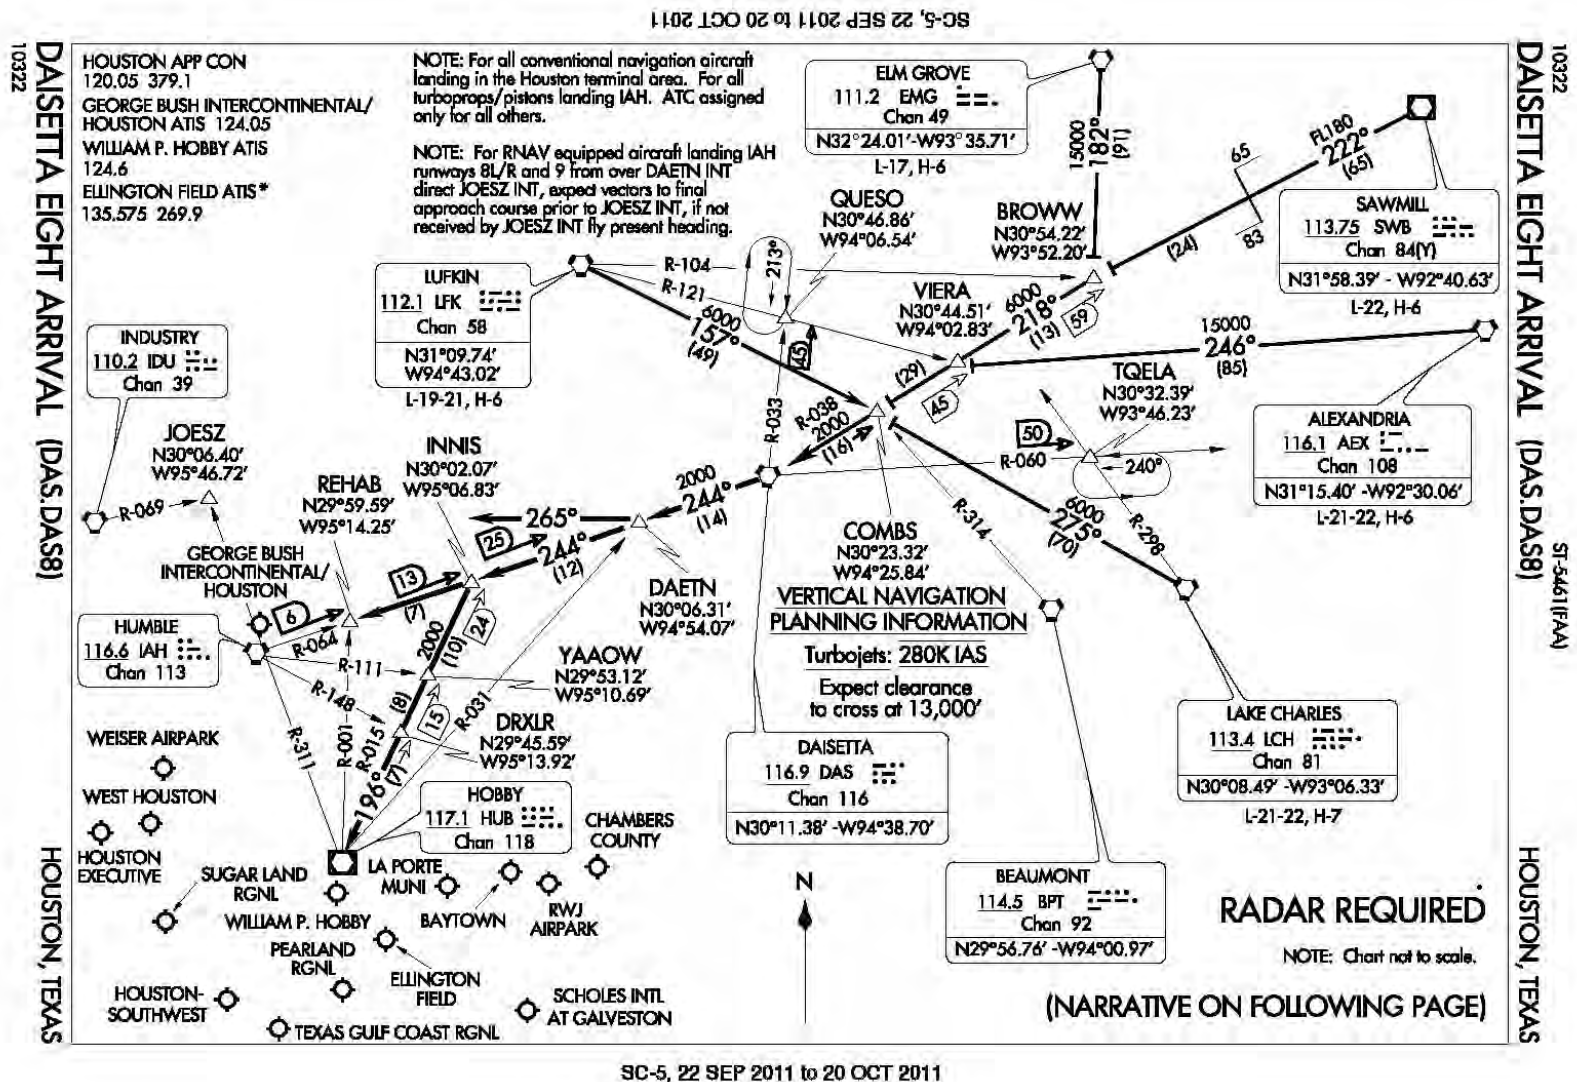 SC-5, 22 SEP 2011 to 20 OCT 2011
10322
DAISETTA EIGHT ARRIVAL (DAS.DAS8)
HOUSTON, TEXAS
HOUSTON APP CON
120.05 379.1
GEORGE BUSH INTERCONTINENTAL/
HOUSTON ATIS 124.05
WILLIAM P. HOBBY ATIS
124.6
ELLINGTON FIELD ATIS*
135.575 269.9
NOTE: For all conventional navigation aircraft
landing in the Houston terminal area. For all
turboprops/pistons landing IAH. ATC assigned
only for all others.
NOTE: For RNAV equipped aircraft landing IAH
runways 8L/R and 9 from over DAETN INT
direct JOESZ INT, expect vectors to final
approach course prior to JOESZ INT, if not
received by JOESZ INT fly present heading.
ELM GROVE
111.2 EMG
Chan 49
N32°24.01'-W93°35.71'
L-17, H-6
15000
182°
(91)
FL180
222°
(65)
65
83
(24)
SAWMILL
113.75 SWB
Chan 84(Y)
N31°58.39' - W92°40.63'
L-22, H-6
QUESO
N30°46.86'
W94°06.54'
BROWW
N30°54.22'
W93°52.20'
213°
R-104
R-121
LUFKIN
112.1 LFK
Chan 58
N31°09.74'
W94°43.02'
L-19-21, H-6
6000
157°
(49)
VIERA
N30°44.51'
W94°02.83'
6000
218°
(13)
59
15000
246°
(85)
INDUSTRY
110.2 IDU
Chan 39
45
R-033
(29)
45
R-038
2000
(16)
TQELA
N30°32.39'
W93°46.23'
50
R-060
240°
ALEXANDRIA
116.1 AEX
Chan 108
N31°15.40' -W92°30.06'
L-21-22, H-6
JOESZ
N30°06.40'
W95°46.72'
R-069
INNIS
N30°02.07'
W95°06.83'
REHAB
N29°59.59'
W95°14.25'
2000
244°
(14)
265°
25
244°
(12)
R-314
6000
275°
(70)
R-298
COMBS
N30°23.32'
W94°25.84'
GEORGE BUSH
INTERCONTINENTAL/
HOUSTON
13
(7)
6
R-064
DAETN
N30°06.31'
W94°54.07'
VERTICAL NAVIGATION
PLANNING INFORMATION
Turbojets: 280K IAS
Expect clearance
to cross at 13,000'
HUMBLE
116.6 IAH
Chan 113
R-111
R-148
R-311
R-001
R-015
R-031
2000
(10)
24
(8)
15
(7)
196°
YAAOW
N29°53.12'
W95°10.69'
DRXLR
N29°45.59'
W95°13.92'
DAISETTA
116.9 DAS
Chan 116
N30°11.38' -W94°38.70'
LAKE CHARLES
113.4 LCH
Chan 81
N30°08.49' -W93°06.33'
L-21-22, H-7
HOBBY
117.1 HUB
Chan 118
WEISER AIRPARK
WEST HOUSTON
HOUSTON
EXECUTIVE
SUGAR LAND
RGNL
WILLIAM P. HOBBY
LA PORTE
MUNI
BAYTOWN
RWJ
AIRPARK
CHAMBERS
COUNTY
PEARLAND
RGNL
ELLINGTON
FIELD
HOUSTON-
SOUTHWEST
TEXAS GULF COAST RGNL
SCHOLES INTL
AT GALVESTON
N
BEAUMONT
114.5 BPT
Chan 92
N29°56.76' -W94°00.97'
RADAR REQUIRED
NOTE: Chart not to scale.
(NARRATIVE ON FOLLOWING PAGE)
10322
DAISETTA EIGHT ARRIVAL (DAS.DAS8)
ST-5461(FAA)
HOUSTON, TEXAS
SC-5, 22 SEP 2011 to 20 OCT 2011